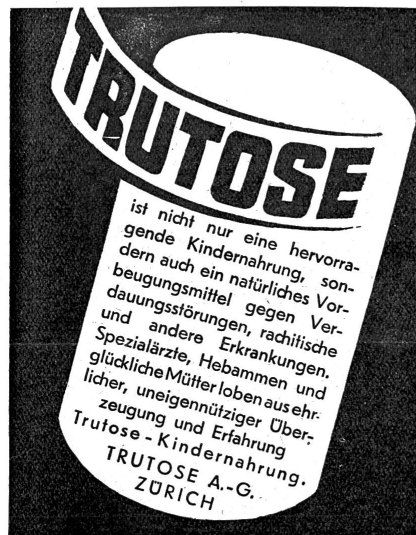 TRUTOSE
ist nicht nur eine hervorra-
gende Kindernahrung, son-
dern auch ein natürliches Vor-
beugungsmittel gegen Ver-
dauungsstörungen, rachitische
und andere Erkrankungen.
Spezialärzte, Hebammen und
glückliche Mütter loben aus ehr-
licher, uneigennütziger Über-
zeugung und Erfahrung
Trutose-Kindernahrung.
TRUTOSE A.-G.
ZÜRICH